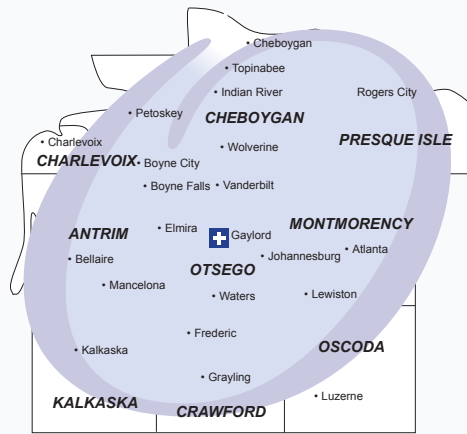 • Cheboygan
• Topinabee
• Indian River
Rogers City
• Petoskey
CHEBOYGAN
• Charlevoix
PRESQUE ISLE
• Wolverine
CHARLEVOIX
• Boyne City
• Boyne Falls
• Vanderbilt
MONTMORENCY
• Elmira
ANTRIM
Gaylord
• Atlanta
• Johannesburg
• Bellaire
OTSEGO
• Mancelona
• Waters
• Lewiston
• Frederic
OSCODA
• Kalkaska
• Grayling
• Luzerne
KALKASKA
CRAWFORD